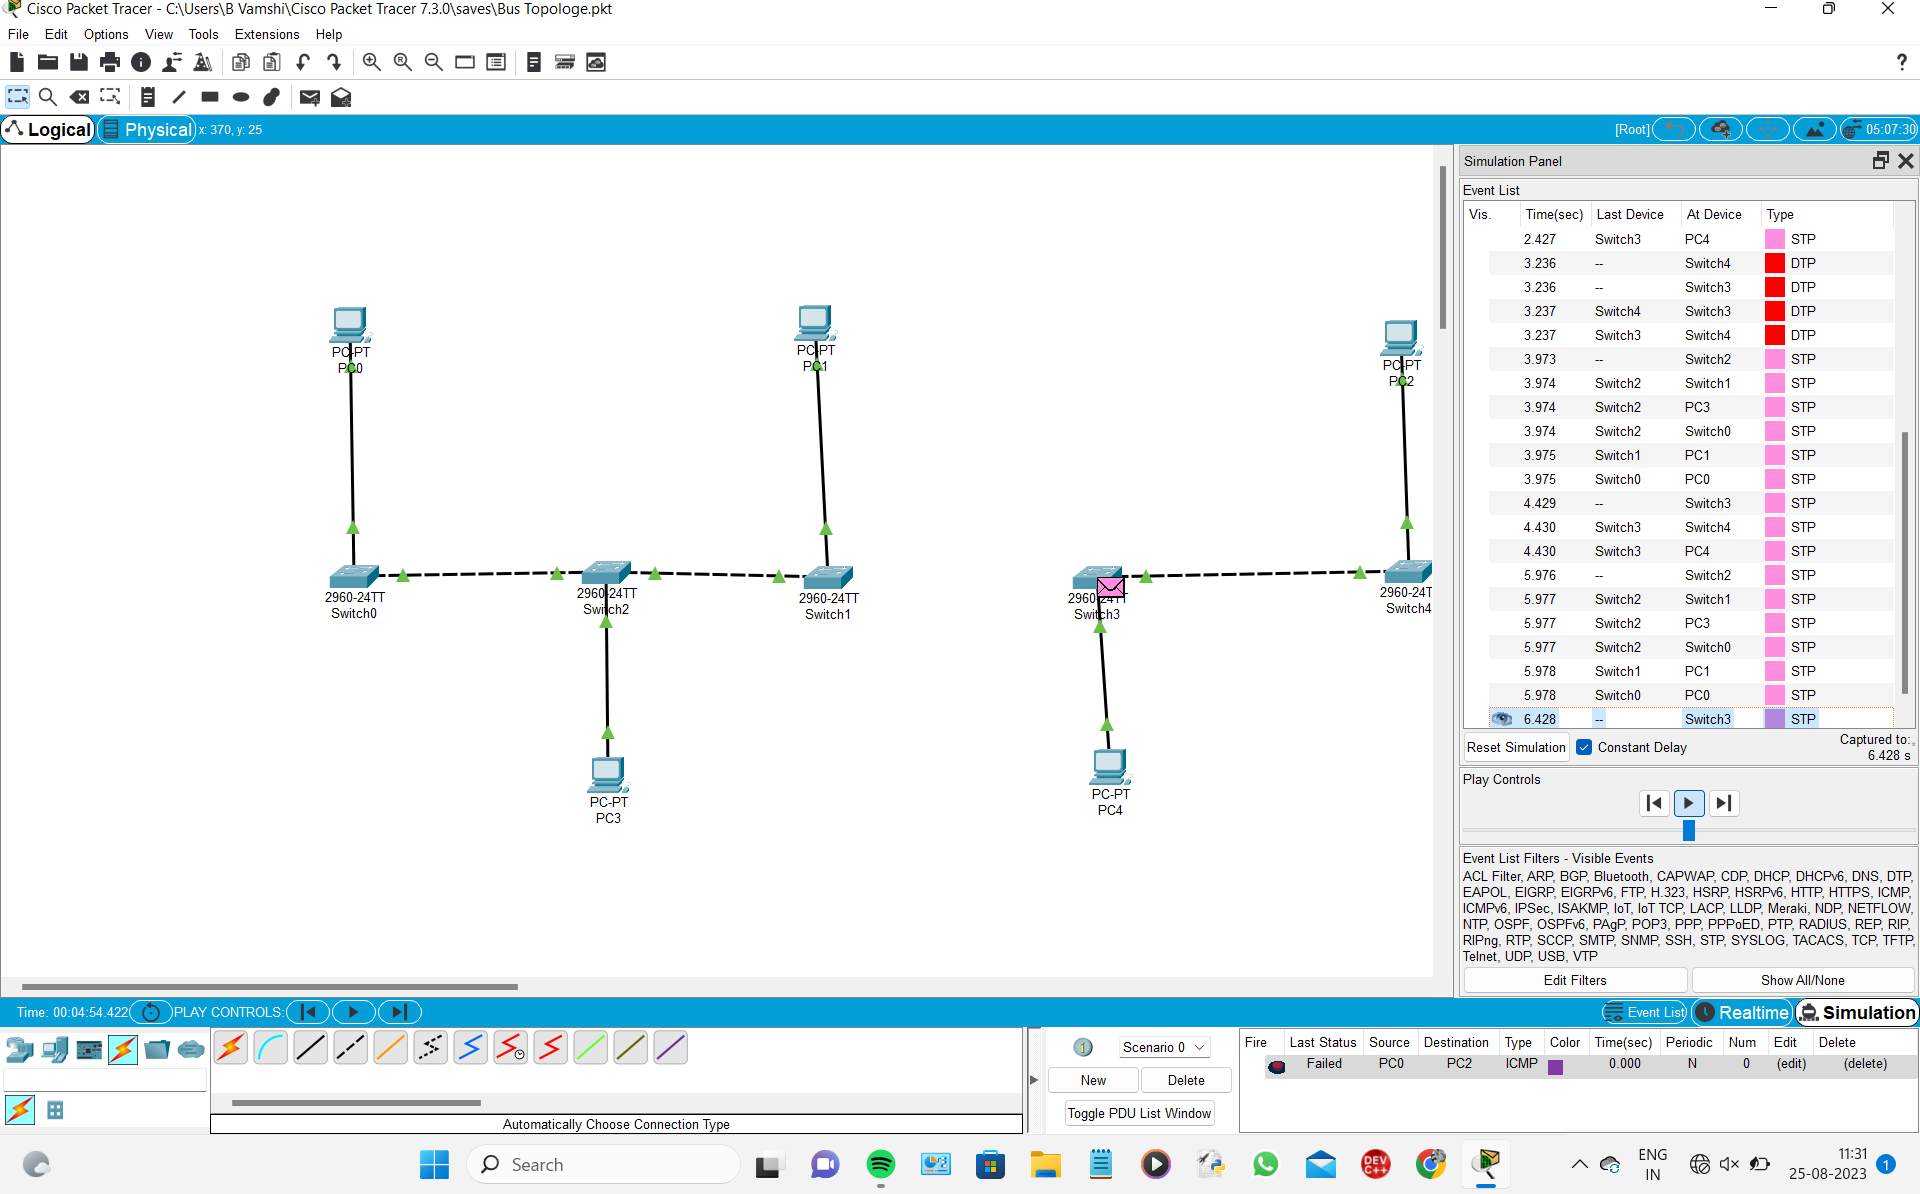 Cisco Packet Tracer - C:\Users\B Vamshi\Cisco Packet Tracer 7.3.0\saves\Bus Topologe.pkt
File Edit Options View Tools Extensions Help
?
Logical Physical x: 370, y: 25 [Root] 05:07:30
Simulation Panel
Event List
Vis. Time(sec) Last Device At Device Type
2.427 Switch3 PC4 STP
3.236 -- Switch4 DTP
3.236 -- Switch3 DTP
3.237 Switch4 Switch3 DTP
3.237 Switch3 Switch4 DTP
3.973 -- Switch2 STP
3.974 Switch2 Switch1 STP
3.974 Switch2 PC3 STP
3.974 Switch2 Switch0 STP
3.975 Switch1 PC1 STP
3.975 Switch0 PC0 STP
4.429 -- Switch3 STP
4.430 Switch3 Switch4 STP
4.430 Switch3 PC4 STP
5.976 -- Switch2 STP
5.977 Switch2 Switch1 STP
5.977 Switch2 PC3 STP
5.977 Switch2 Switch0 STP
5.978 Switch1 PC1 STP
5.978 Switch0 PC0 STP
6.428 -- Switch3 STP
Reset Simulation Constant Delay Captured to:
6.428 s
Play Controls
Event List Filters - Visible Events
ACL Filter, ARP, BGP, Bluetooth, CAPWAP, CDP, DHCP, DHCPv6, DNS, DTP,
EAPOL, EIGRP, EIGRPv6, FTP, H.323, HSRP, HSRPv6, HTTP, HTTPS, ICMP,
ICMPv6, IPSec, ISAKMP, IoT, IoT TCP, LACP, LLDP, Meraki, NDP, NETFLOW,
NTP, OSPF, OSPFv6, PAgP, POP3, PPP, PPPoED, PTP, RADIUS, REP, RIP,
RIPng, RTP, SCCP, SMTP, SNMP, SSH, STP, SYSLOG, TACACS, TCP, TFTP,
Telnet, UDP, USB, VTP
Edit Filters Show All/None
PC-PT
PC0
PC-PT
PC1
PC-PT
PC2
2960-24TT
Switch0
2960-24TT
Switch2
2960-24TT
Switch1
2960-24TT
Switch3
2960-24T
Switch4
PC-PT
PC3
PC-PT
PC4
Time: 00:04:54.422 PLAY CONTROLS: Event List Realtime Simulation
Automatically Choose Connection Type
Scenario 0
New Delete
Toggle PDU List Window
Fire Last Status Source Destination Type Color Time(sec) Periodic Num Edit Delete
Failed PC0 PC2 ICMP 0.000 N 0 (edit) (delete)
Search
DEV
C++
ENG
IN
11:31
25-08-2023
1